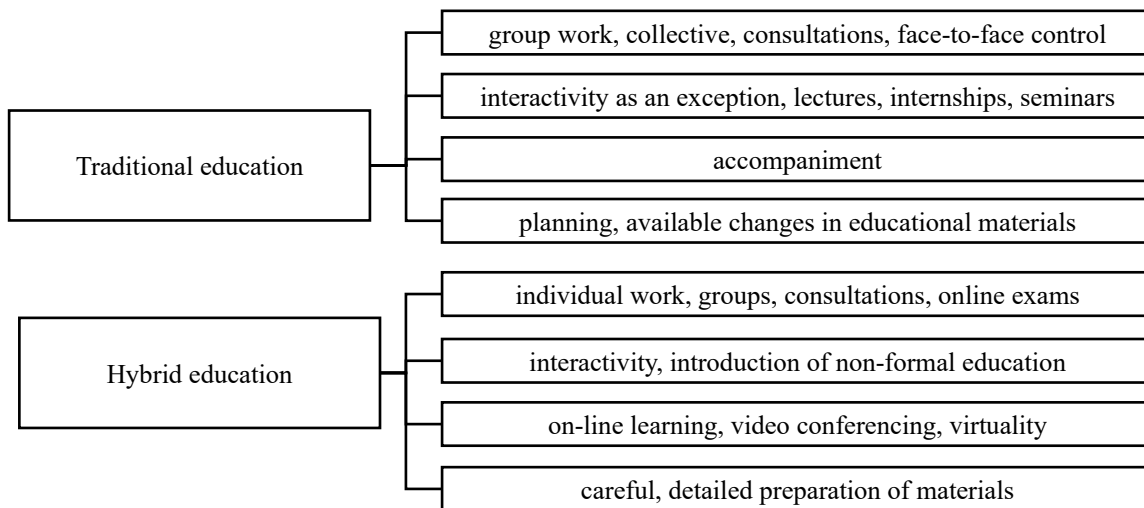 Traditional education
group work, collective, consultations, face-to-face control
interactivity as an exception, lectures, internships, seminars
accompaniment
planning, available changes in educational materials
Hybrid education
individual work, groups, consultations, online exams
interactivity, introduction of non-formal education
on-line learning, video conferencing, virtuality
careful, detailed preparation of materials